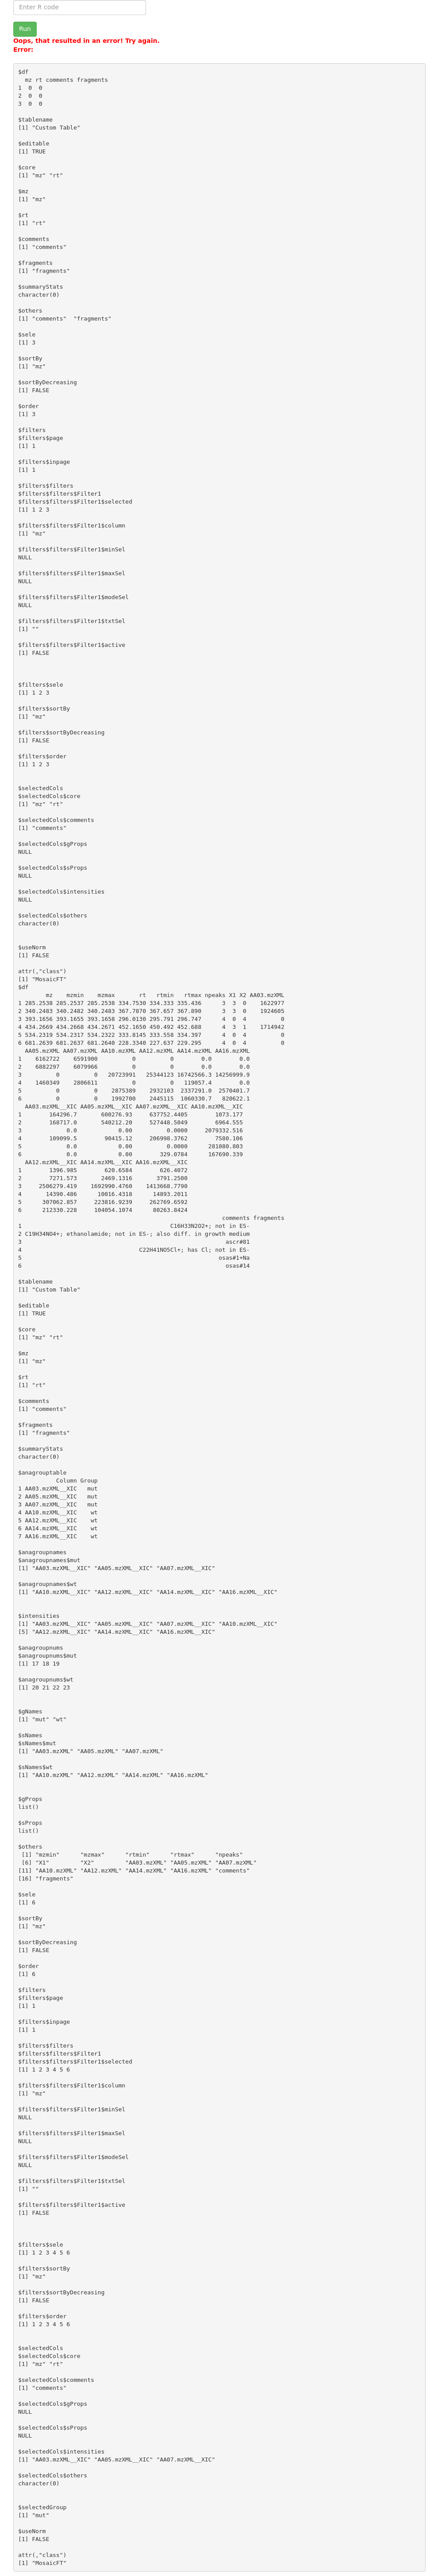 Enter R code
Run
Oops, that resulted in an error! Try again.
Error:
$df
  mz rt comments fragments
1  0  0
2  0  0
3  0  0
$tablename
[1] "Custom Table"
$editable
[1] TRUE
$core
[1] "mz" "rt"
$mz
[1] "mz"
$rt
[1] "rt"
$comments
[1] "comments"
$fragments
[1] "fragments"
$summaryStats
character(0)
$others
[1] "comments"  "fragments"
$sele
[1] 3
$sortBy
[1] "mz"
$sortByDecreasing
[1] FALSE
$order
[1] 3
$filters
$filters$page
[1] 1
$filters$inpage
[1] 1
$filters$filters
$filters$filters$Filter1
$filters$filters$Filter1$selected
[1] 1 2 3
$filters$filters$Filter1$column
[1] "mz"
$filters$filters$Filter1$minSel
NULL
$filters$filters$Filter1$maxSel
NULL
$filters$filters$Filter1$modeSel
NULL
$filters$filters$Filter1$txtSel
[1] ""
$filters$filters$Filter1$active
[1] FALSE
$filters$sele
[1] 1 2 3
$filters$sortBy
[1] "mz"
$filters$sortByDecreasing
[1] FALSE
$filters$order
[1] 1 2 3
$selectedCols
$selectedCols$core
[1] "mz" "rt"
$selectedCols$comments
[1] "comments"
$selectedCols$gProps
NULL
$selectedCols$sProps
NULL
$selectedCols$intensities
NULL
$selectedCols$others
character(0)
$useNorm
[1] FALSE
attr(,"class")
[1] "MosaicFT"
$df
        mz    mzmin    mzmax       rt   rtmin   rtmax npeaks X1 X2 AA03.mzXML
1 285.2538 285.2537 285.2538 334.7530 334.333 335.436      3  3  0    1622977
2 340.2483 340.2482 340.2483 367.7870 367.657 367.890      3  3  0    1924605
3 393.1656 393.1655 393.1658 296.0130 295.791 296.747      4  0  4          0
4 434.2669 434.2668 434.2671 452.1650 450.492 452.688      4  3  1    1714942
5 534.2319 534.2317 534.2322 333.8145 333.558 334.397      4  0  4          0
6 681.2639 681.2637 681.2640 228.3340 227.637 229.295      4  0  4          0
  AA05.mzXML AA07.mzXML AA10.mzXML AA12.mzXML AA14.mzXML AA16.mzXML
1    6162722    6591900          0          0        0.0        0.0
2    6882297    6079966          0          0        0.0        0.0
3          0          0   20723991   25344123 16742566.3 14256999.9
4    1460349    2806611          0          0   119057.4        0.0
5          0          0    2875389    2932103  2337291.0  2570401.7
6          0          0    1992700    2445115  1060330.7   820622.1
  AA03.mzXML__XIC AA05.mzXML__XIC AA07.mzXML__XIC AA10.mzXML__XIC
1        164296.7       600276.93     637752.4405        1073.177
2        168717.0       540212.20     527448.5049        6964.555
3             0.0            0.00          0.0000     2079332.516
4        109099.5        90415.12     206998.3762        7580.106
5             0.0            0.00          0.0000      281080.803
6             0.0            0.00        329.0784      167690.339
  AA12.mzXML__XIC AA14.mzXML__XIC AA16.mzXML__XIC
1        1396.985        620.6584        626.4072
2        7271.573       2469.1316       3791.2500
3     2506279.419    1692990.4760    1413668.7790
4       14390.486      10016.4318      14893.2011
5      307062.857     223816.9239     262769.6592
6      212330.228     104054.1074      80263.8424
                                                          comments fragments
1                                           C16H33N2O2+; not in ES-
2 C19H34NO4+; ethanolamide; not in ES-; also diff. in growth medium
3                                                           ascr#81
4                                  C22H41NO5Cl+; has Cl; not in ES-
5                                                         osas#1+Na
6                                                           osas#14
$tablename
[1] "Custom Table"
$editable
[1] TRUE
$core
[1] "mz" "rt"
$mz
[1] "mz"
$rt
[1] "rt"
$comments
[1] "comments"
$fragments
[1] "fragments"
$summaryStats
character(0)
$anagrouptable
           Column Group
1 AA03.mzXML__XIC   mut
2 AA05.mzXML__XIC   mut
3 AA07.mzXML__XIC   mut
4 AA10.mzXML__XIC    wt
5 AA12.mzXML__XIC    wt
6 AA14.mzXML__XIC    wt
7 AA16.mzXML__XIC    wt
$anagroupnames
$anagroupnames$mut
[1] "AA03.mzXML__XIC" "AA05.mzXML__XIC" "AA07.mzXML__XIC"
$anagroupnames$wt
[1] "AA10.mzXML__XIC" "AA12.mzXML__XIC" "AA14.mzXML__XIC" "AA16.mzXML__XIC"
$intensities
[1] "AA03.mzXML__XIC" "AA05.mzXML__XIC" "AA07.mzXML__XIC" "AA10.mzXML__XIC"
[5] "AA12.mzXML__XIC" "AA14.mzXML__XIC" "AA16.mzXML__XIC"
$anagroupnums
$anagroupnums$mut
[1] 17 18 19
$anagroupnums$wt
[1] 20 21 22 23
$gNames
[1] "mut" "wt"
$sNames
$sNames$mut
[1] "AA03.mzXML" "AA05.mzXML" "AA07.mzXML"
$sNames$wt
[1] "AA10.mzXML" "AA12.mzXML" "AA14.mzXML" "AA16.mzXML"
$gProps
list()
$sProps
list()
$others
 [1] "mzmin"      "mzmax"      "rtmin"      "rtmax"      "npeaks"
 [6] "X1"         "X2"         "AA03.mzXML" "AA05.mzXML" "AA07.mzXML"
[11] "AA10.mzXML" "AA12.mzXML" "AA14.mzXML" "AA16.mzXML" "comments"
[16] "fragments"
$sele
[1] 6
$sortBy
[1] "mz"
$sortByDecreasing
[1] FALSE
$order
[1] 6
$filters
$filters$page
[1] 1
$filters$inpage
[1] 1
$filters$filters
$filters$filters$Filter1
$filters$filters$Filter1$selected
[1] 1 2 3 4 5 6
$filters$filters$Filter1$column
[1] "mz"
$filters$filters$Filter1$minSel
NULL
$filters$filters$Filter1$maxSel
NULL
$filters$filters$Filter1$modeSel
NULL
$filters$filters$Filter1$txtSel
[1] ""
$filters$filters$Filter1$active
[1] FALSE
$filters$sele
[1] 1 2 3 4 5 6
$filters$sortBy
[1] "mz"
$filters$sortByDecreasing
[1] FALSE
$filters$order
[1] 1 2 3 4 5 6
$selectedCols
$selectedCols$core
[1] "mz" "rt"
$selectedCols$comments
[1] "comments"
$selectedCols$gProps
NULL
$selectedCols$sProps
NULL
$selectedCols$intensities
[1] "AA03.mzXML__XIC" "AA05.mzXML__XIC" "AA07.mzXML__XIC"
$selectedCols$others
character(0)
$selectedGroup
[1] "mut"
$useNorm
[1] FALSE
attr(,"class")
[1] "MosaicFT"